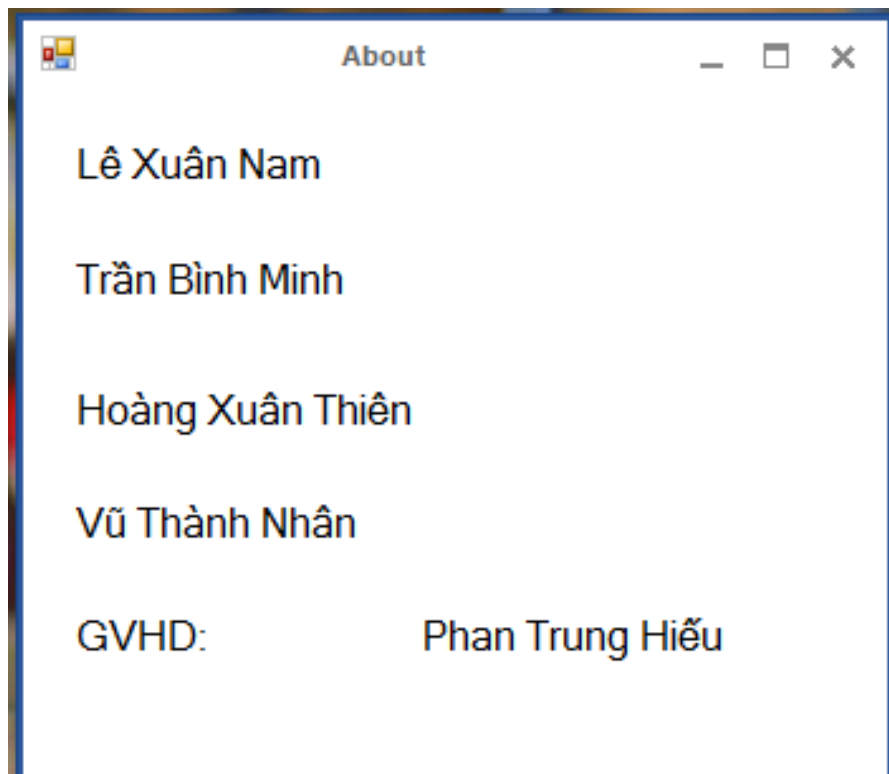 About
Lê Xuân Nam
Trần Bình Minh
Hoàng Xuân Thiên
Vũ Thành Nhân
GVHD: Phan Trung Hiếu